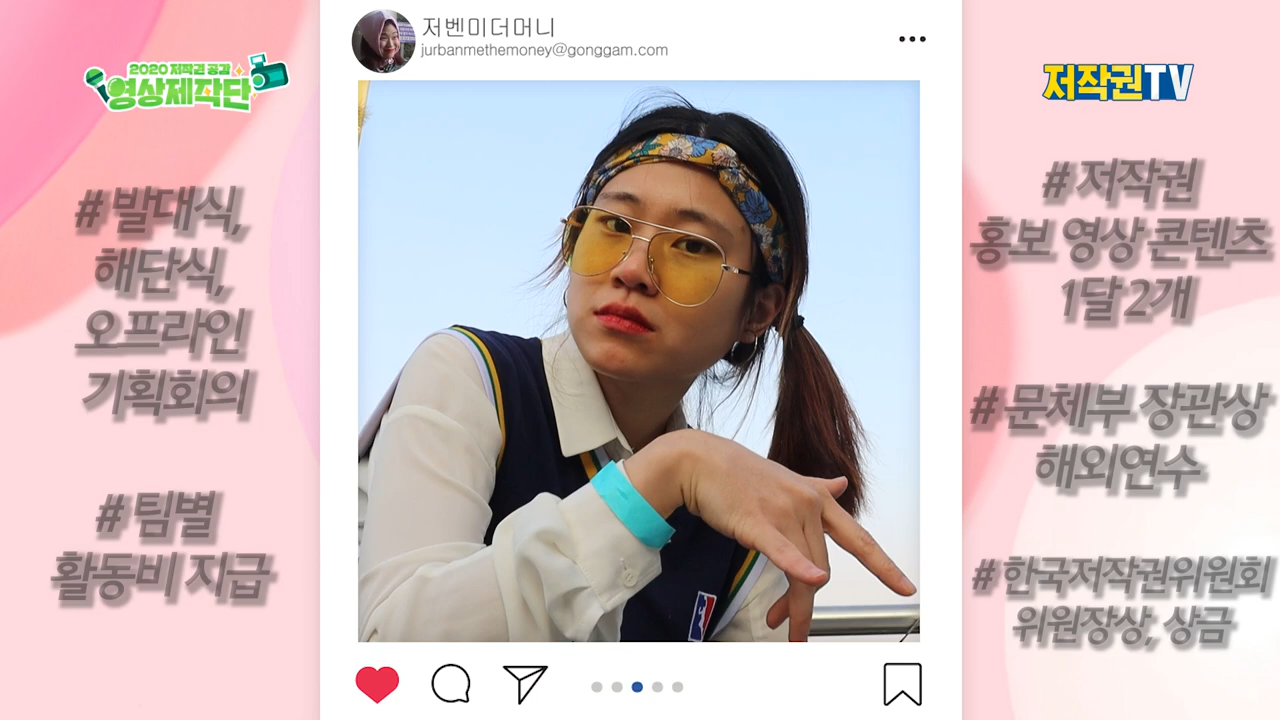 2020 저작권 공감
영상제작단
# 발대식,
해단식,
오프라인
기획회의
# 팀별
활동비 지급
저벤미더머니
jurbanmethemoney@gonggam.com
저작권TV
# 저작권
홍보 영상 콘텐츠
1달 2개
# 문체부 장관상
해외연수
# 한국저작권위원회
위원장상, 상금